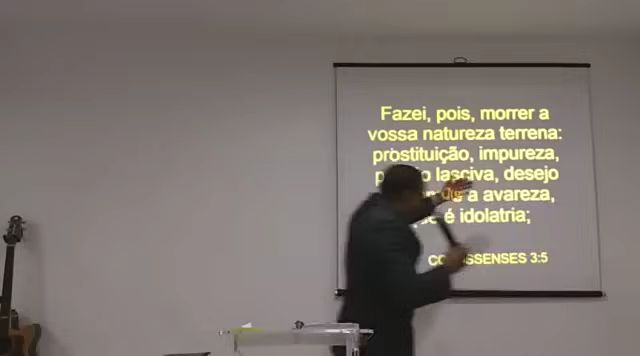 Fazei, pois, morrer a
vossa natureza terrena:
prostituição, impureza,
lasciva, desejo
a avareza,
é idolatria;
3:5